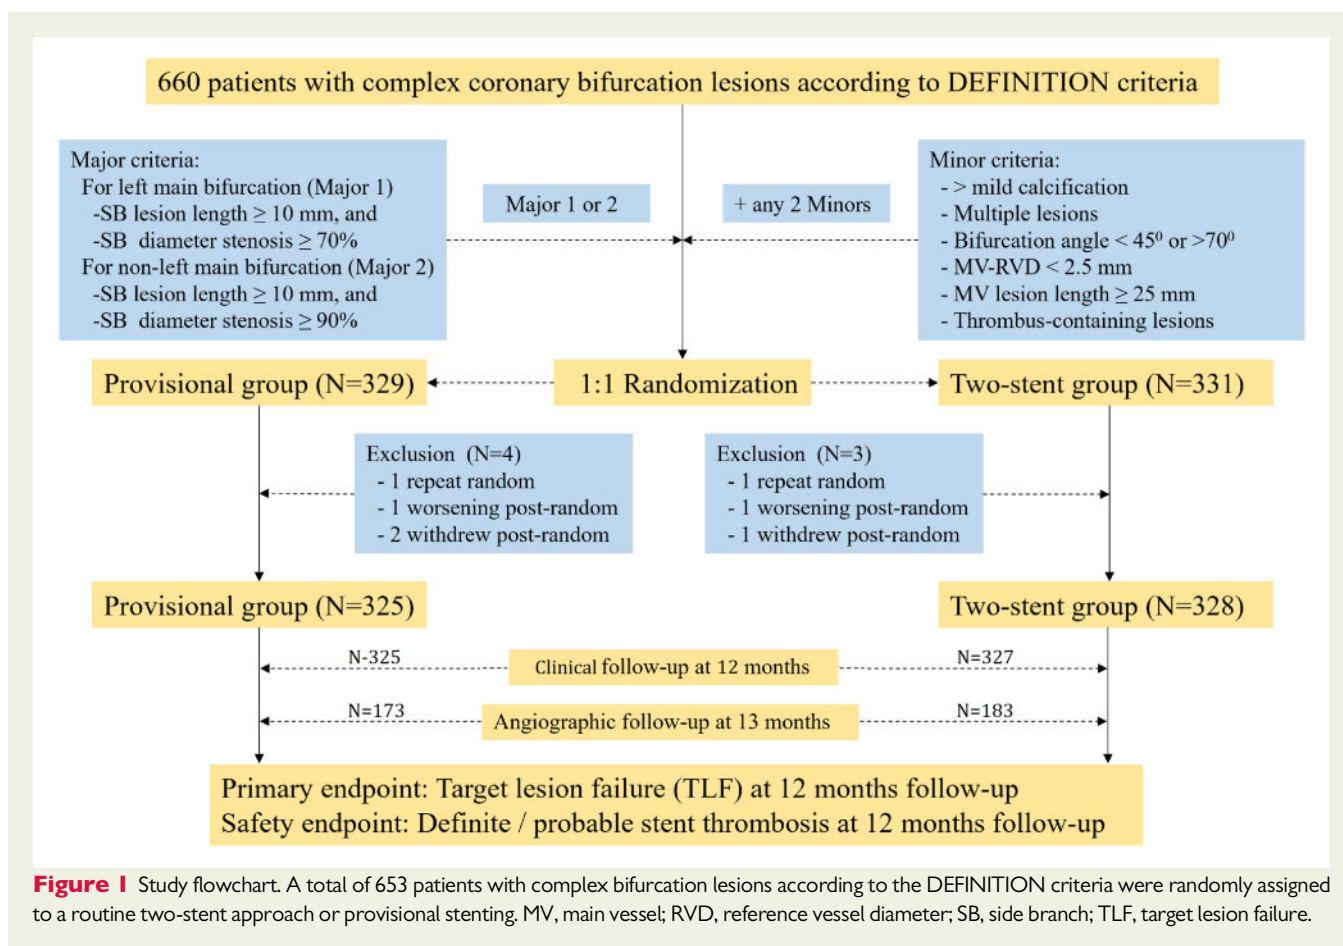 660 patients with complex coronary bifurcation lesions according to DEFINITION criteria
Major criteria:
For left main bifurcation (Major 1)
-SB lesion length ≥ 10 mm, and
-SB diameter stenosis ≥ 70%
For non-left main bifurcation (Major 2)
-SB lesion length ≥ 10 mm, and
-SB diameter stenosis ≥ 90%
Major 1 or 2
+ any 2 Minors
Minor criteria:
- > mild calcification
- Multiple lesions
- Bifurcation angle < 45⁰ or >70⁰
- MV-RVD < 2.5 mm
- MV lesion length ≥ 25 mm
- Thrombus-containing lesions
Provisional group (N=329)
1:1 Randomization
Two-stent group (N=331)
Exclusion (N=4)
- 1 repeat random
- 1 worsening post-random
- 2 withdrew post-random
Exclusion (N=3)
- 1 repeat random
- 1 worsening post-random
- 1 withdrew post-random
Provisional group (N=325)
Two-stent group (N=328)
N-325
Clinical follow-up at 12 months
N=327
N=173
Angiographic follow-up at 13 months
N=183
Primary endpoint: Target lesion failure (TLF) at 12 months follow-up
Safety endpoint: Definite / probable stent thrombosis at 12 months follow-up
Figure 1 Study flowchart. A total of 653 patients with complex bifurcation lesions according to the DEFINITION criteria were randomly assigned
to a routine two-stent approach or provisional stenting. MV, main vessel; RVD, reference vessel diameter; SB, side branch; TLF, target lesion failure.